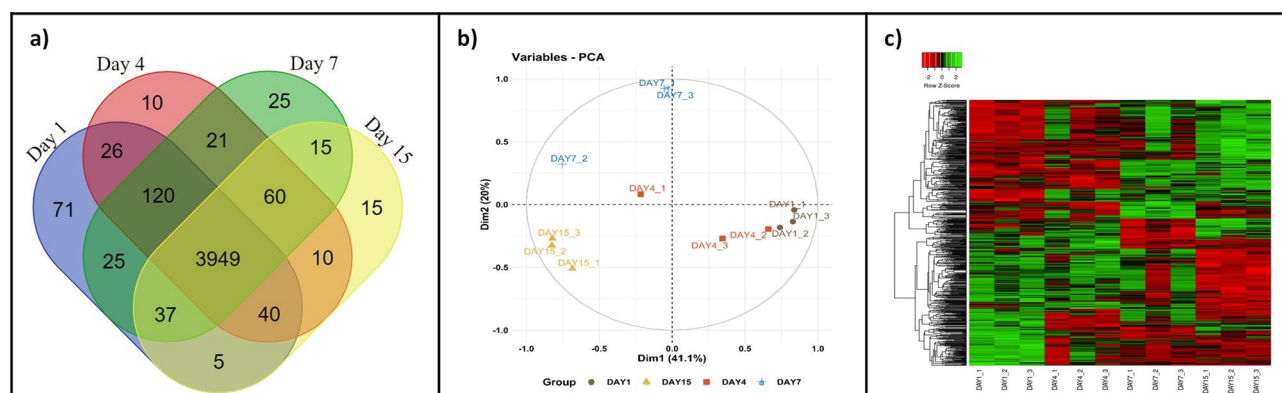 a)
Day 4
Day 7
Day 1
Day 15
10
25
26
21
15
71
120
60
15
25
3949
10
37
40
5
b)
Variables - PCA
1.0
DAY7_1
DAY7_3
0.5
DAY7_2
DAY4_1
Dim2 (20%)
0.0
DAY1_1
DAY1_3
DAY4_2
DAY1_2
DAY4_3
DAY15_3
DAY15_2
DAY15_1
-0.5
-1.0
-1.0 -0.5 0.0 0.5 1.0
Dim1 (41.1%)
Group DAY1 DAY15 DAY4 DAY7
c)
-2 0 2
Row Z-Score
DAY1_1
DAY1_2
DAY1_3
DAY4_1
DAY4_2
DAY4_3
DAY7_1
DAY7_2
DAY7_3
DAY15_1
DAY15_2
DAY15_3